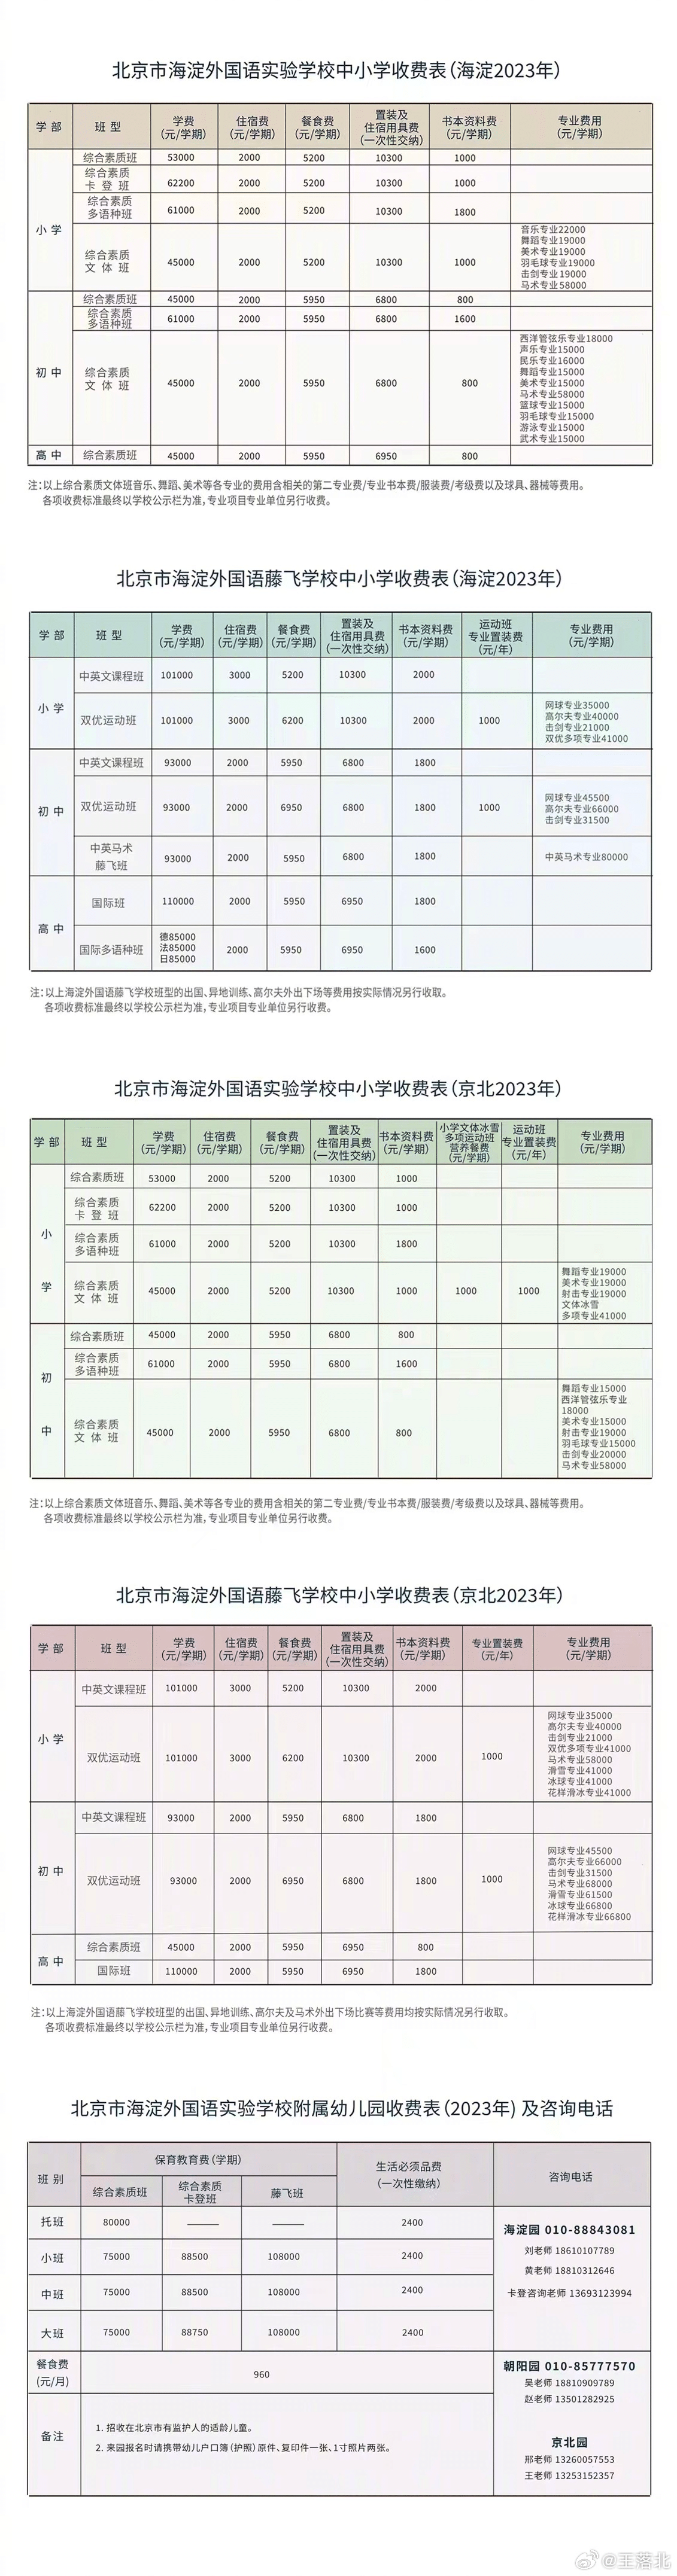 北京市海淀外国语实验学校中小学收费表(海淀2023年)
学部 班型 学费(元/学期) 住宿费(元/学期) 餐食费(元/学期) 置装及住宿用具费(一次性交纳) 书本资料费(元/学期) 专业费用(元/学期)
小学
综合素质班 53000 2000 5200 10300 1000
综合素质卡登班 62200 2000 5200 10300 1000
综合素质多语种班 61000 2000 5200 10300 1800
综合素质文体班 45000 2000 5200 10300 1000
音乐专业22000
舞蹈专业19000
美术专业19000
羽毛球专业19000
击剑专业19000
马术专业58000
初中
综合素质班 45000 2000 5950 6800 800
综合素质多语种班 61000 2000 5950 6800 1600
综合素质文体班 45000 2000 5950 6800 800
西洋管弦乐专业18000
声乐专业15000
民乐专业16000
舞蹈专业15000
美术专业15000
马术专业58000
篮球专业15000
羽毛球专业15000
游泳专业15000
武术专业15000
高中 综合素质班 45000 2000 5950 6950 800
注:以上综合素质文体班音乐、舞蹈、美术等各专业的费用含相关的第二专业费/专业书本费/服装费/考级费以及球具、器械等费用。
各项收费标准最终以学校公示栏为准,专业项目专业单位另行收费。
北京市海淀外国语藤飞学校中小学收费表(海淀2023年)
学部 班型 学费(元/学期) 住宿费(元/学期) 餐食费(元/学期) 置装及住宿用具费(一次性交纳) 书本资料费(元/学期) 运动班专业置装费(元/年) 专业费用(元/学期)
小学
中英文课程班 101000 3000 5200 10300 2000
双优运动班 101000 3000 6200 10300 2000 1000
网球专业35000
高尔夫专业40000
击剑专业21000
双优多项专业41000
初中
中英文课程班 93000 2000 5950 6800 1800
双优运动班 93000 2000 6950 6800 1800 1000
网球专业45500
高尔夫专业66000
击剑专业31500
中英马术藤飞班 93000 2000 5950 6800 1800 中英马术专业80000
高中
国际班 110000 2000 5950 6950 1800
国际多语种班 德85000 法85000 日85000 2000 5950 6950 1600
注:以上海淀外国语藤飞学校班型的出国、异地训练、高尔夫外出下场等费用按实际情况另行收取。
各项收费标准最终以学校公示栏为准,专业项目专业单位另行收费。
北京市海淀外国语实验学校中小学收费表(京北2023年)
学部 班型 学费(元/学期) 住宿费(元/学期) 餐食费(元/学期) 置装及住宿用具费(一次性交纳) 书本资料费(元/学期) 小学文体冰雪多项运动班营养餐费(元/学期) 运动班专业置装费(元/年) 专业费用(元/学期)
小学
综合素质班 53000 2000 5200 10300 1000
综合素质卡登班 62200 2000 5200 10300 1000
综合素质多语种班 61000 2000 5200 10300 1800
综合素质文体班 45000 2000 5200 10300 1000 1000 1000
舞蹈专业19000
美术专业19000
射击专业19000
文体冰雪
多项专业41000
初中
综合素质班 45000 2000 5950 6800 800
综合素质多语种班 61000 2000 5950 6800 1600
综合素质文体班 45000 2000 5950 6800 800
舞蹈专业15000
西洋管弦乐专业
18000
美术专业15000
射击专业19000
羽毛球专业15000
击剑专业20000
马术专业58000
注:以上综合素质文体班音乐、舞蹈、美术等各专业的费用含相关的第二专业费/专业书本费/服装费/考级费以及球具、器械等费用。
各项收费标准最终以学校公示栏为准,专业项目专业单位另行收费。
北京市海淀外国语藤飞学校中小学收费表(京北2023年)
学部 班型 学费(元/学期) 住宿费(元/学期) 餐食费(元/学期) 置装及住宿用具费(一次性交纳) 书本资料费(元/学期) 专业置装费(元/年) 专业费用(元/学期)
小学
中英文课程班 101000 3000 5200 10300 2000
双优运动班 101000 3000 6200 10300 2000 1000
网球专业35000
高尔夫专业40000
击剑专业21000
双优多项专业41000
马术专业58000
滑雪专业41000
冰球专业41000
花样滑冰专业41000
初中
中英文课程班 93000 2000 5950 6800 1800
双优运动班 93000 2000 6950 6800 1800 1000
网球专业45500
高尔夫专业66000
击剑专业31500
马术专业68000
滑雪专业61500
冰球专业66800
花样滑冰专业66800
高中
综合素质班 45000 2000 5950 6950 800
国际班 110000 2000 5950 6950 1800
注:以上海淀外国语藤飞学校班型的出国、异地训练、高尔夫及马术外出下场比赛等费用均按实际情况另行收取。
各项收费标准最终以学校公示栏为准,专业项目专业单位另行收费。
北京市海淀外国语实验学校附属幼儿园收费表(2023年)及咨询电话
班别 保育教育费(学期) 生活必须品费(一次性缴纳) 咨询电话
综合素质班 综合素质卡登班 藤飞班
托班 80000 —— —— 2400
小班 75000 88500 108000 2400
中班 75000 88500 108000 2400
大班 75000 88750 108000 2400
餐食费(元/月) 960
备注
1. 招收在北京市有监护人的适龄儿童。
2. 来园报名时请携带幼儿户口簿(护照)原件、复印件一张、1寸照片两张。
海淀园 010-88843081
刘老师 18610107789
黄老师 18810312646
卡登咨询老师 13693123994
朝阳园 010-85777570
吴老师 18810909789
赵老师 13501282925
京北园
邢老师 13260057553
王老师 13253152357
@王落北